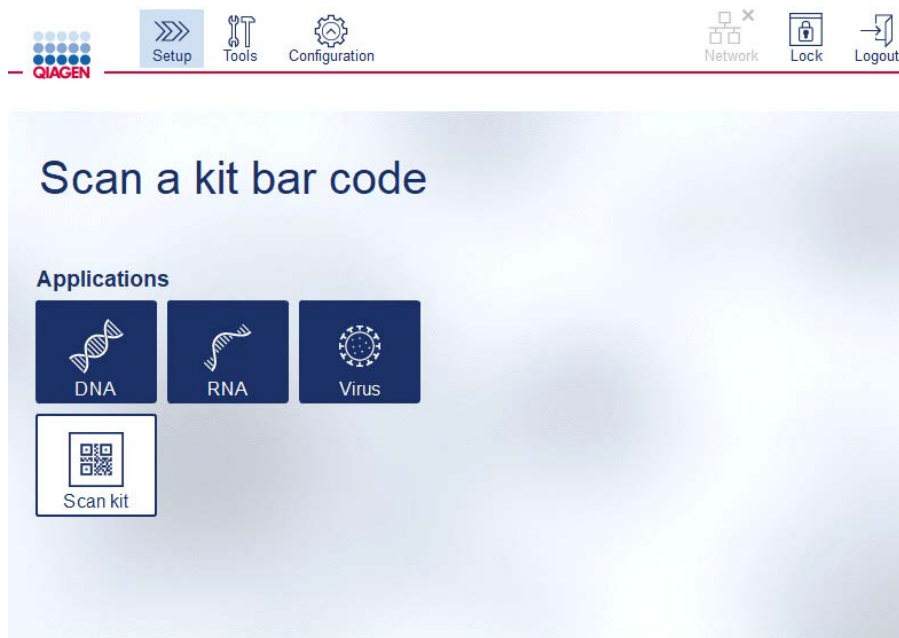 QIAGEN
Setup
Tools
Configuration
Network
Lock
Logout
Scan a kit bar code
Applications
DNA
RNA
Virus
Scan kit